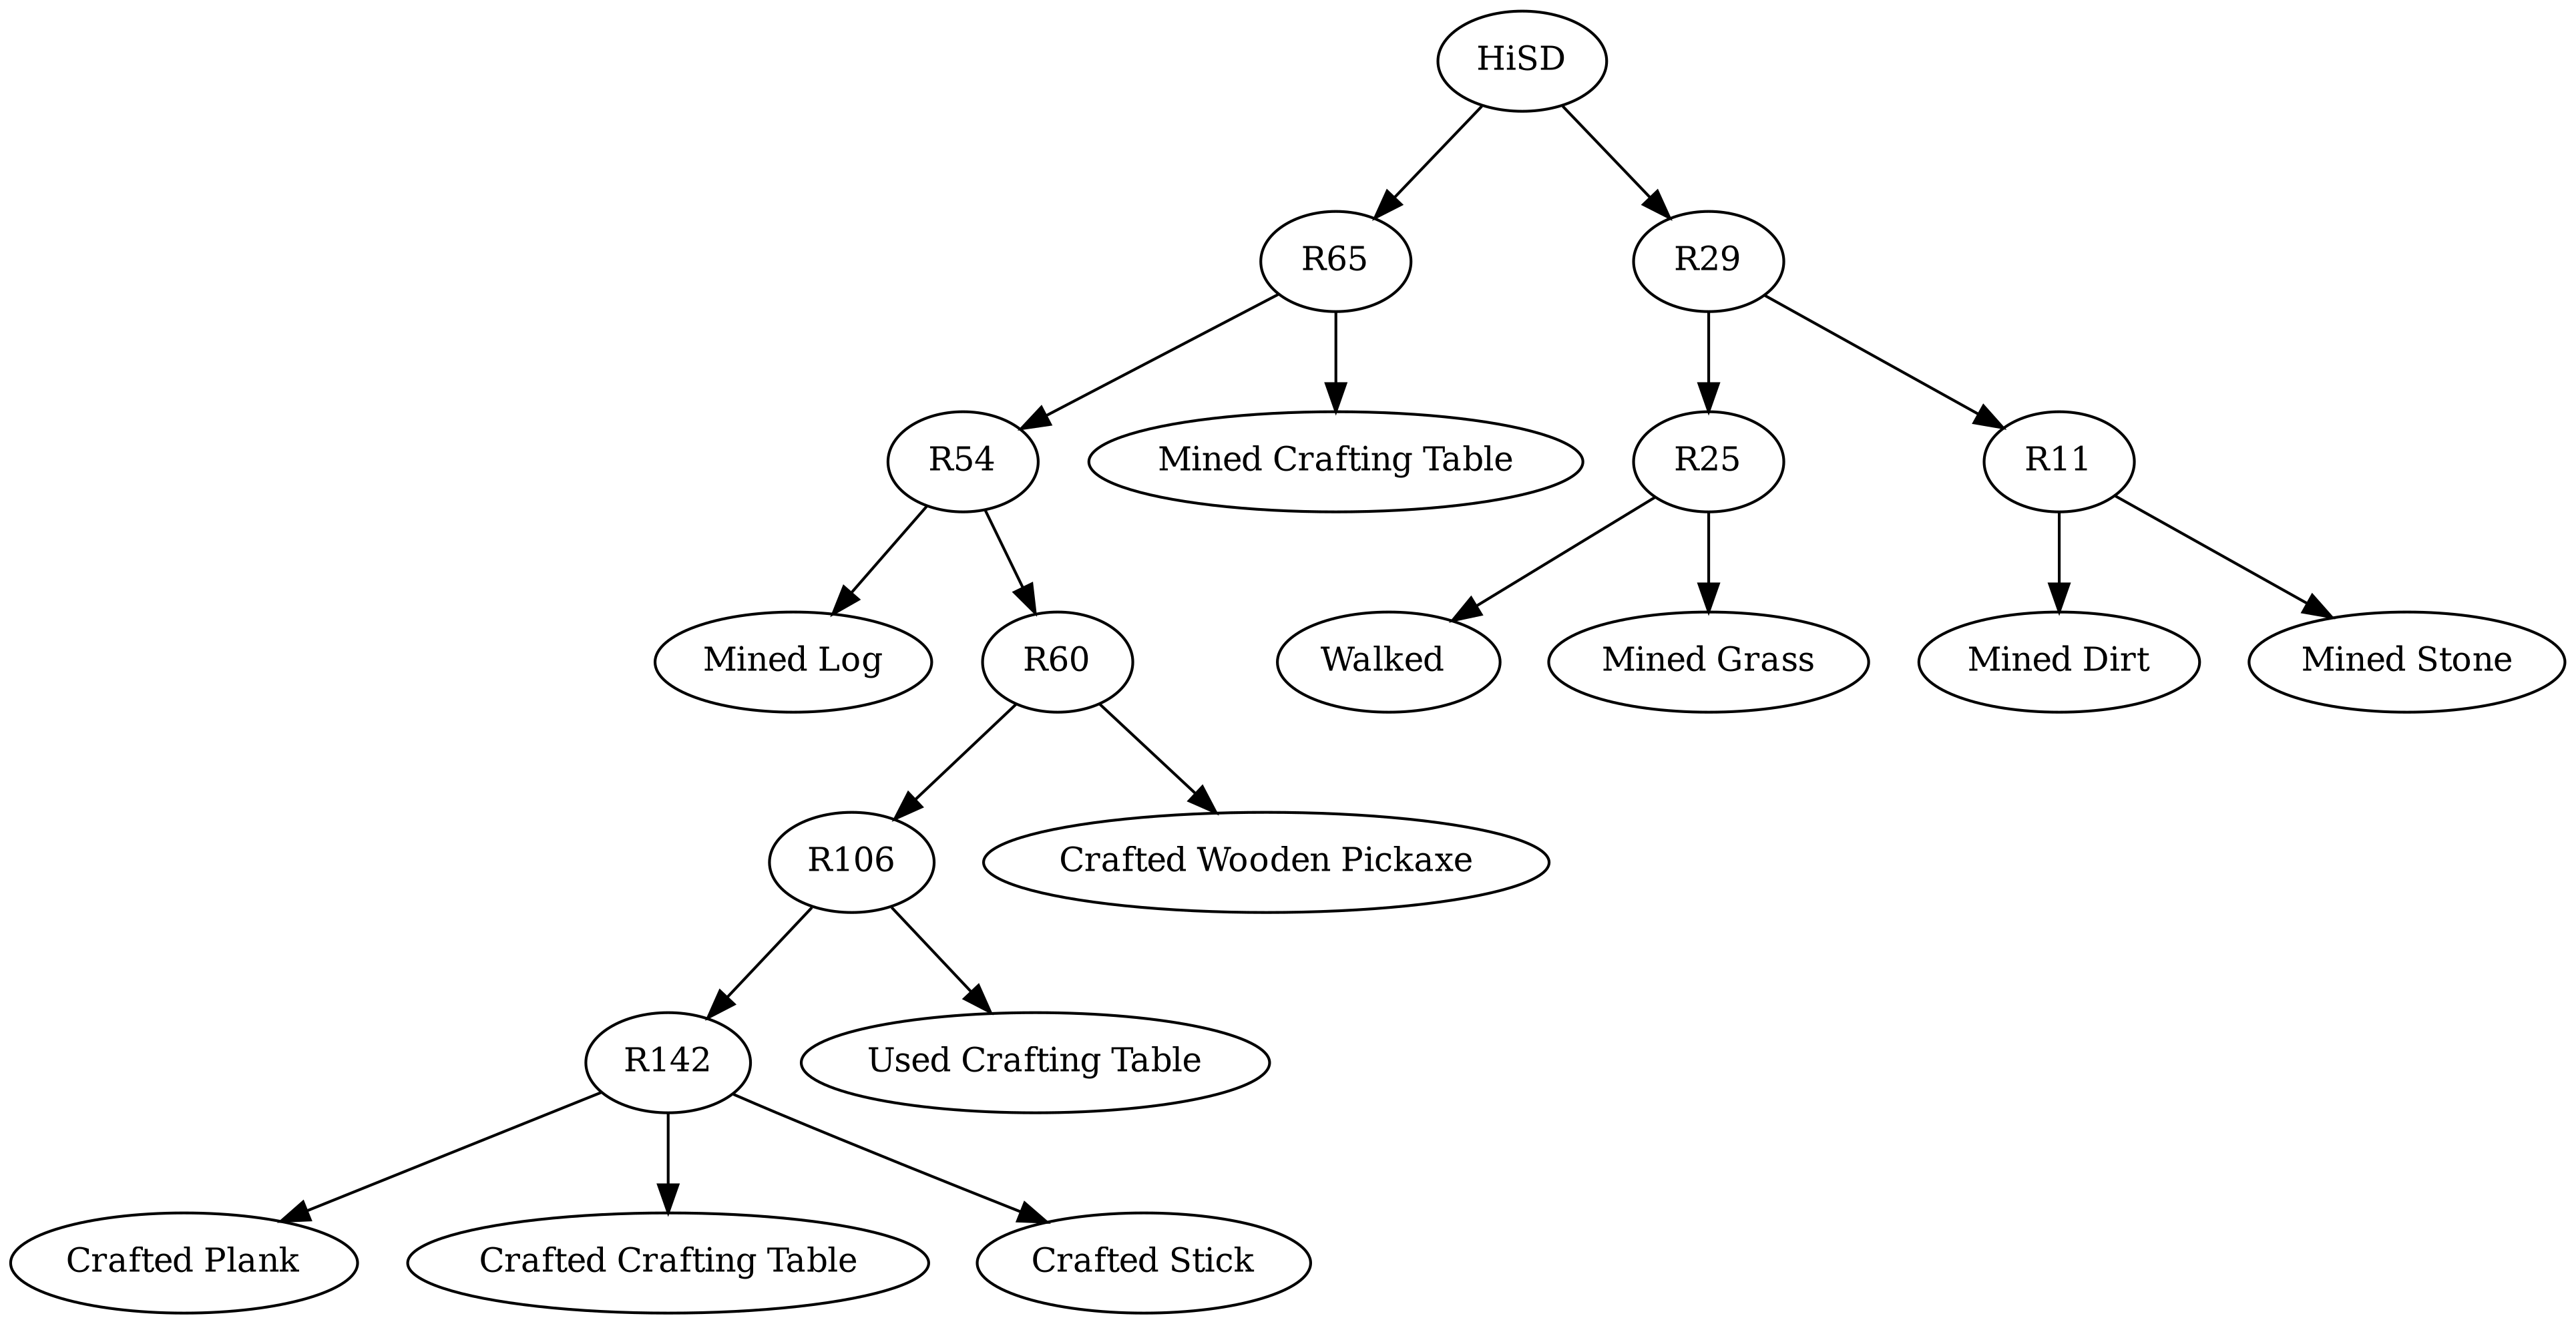 HiSD
R65
R29
R54
Mined Crafting Table
R25
R11
Mined Log
R60
Walked
Mined Grass
Mined Dirt
Mined Stone
R106
Crafted Wooden Pickaxe
R142
Used Crafting Table
Crafted Plank
Crafted Crafting Table
Crafted Stick